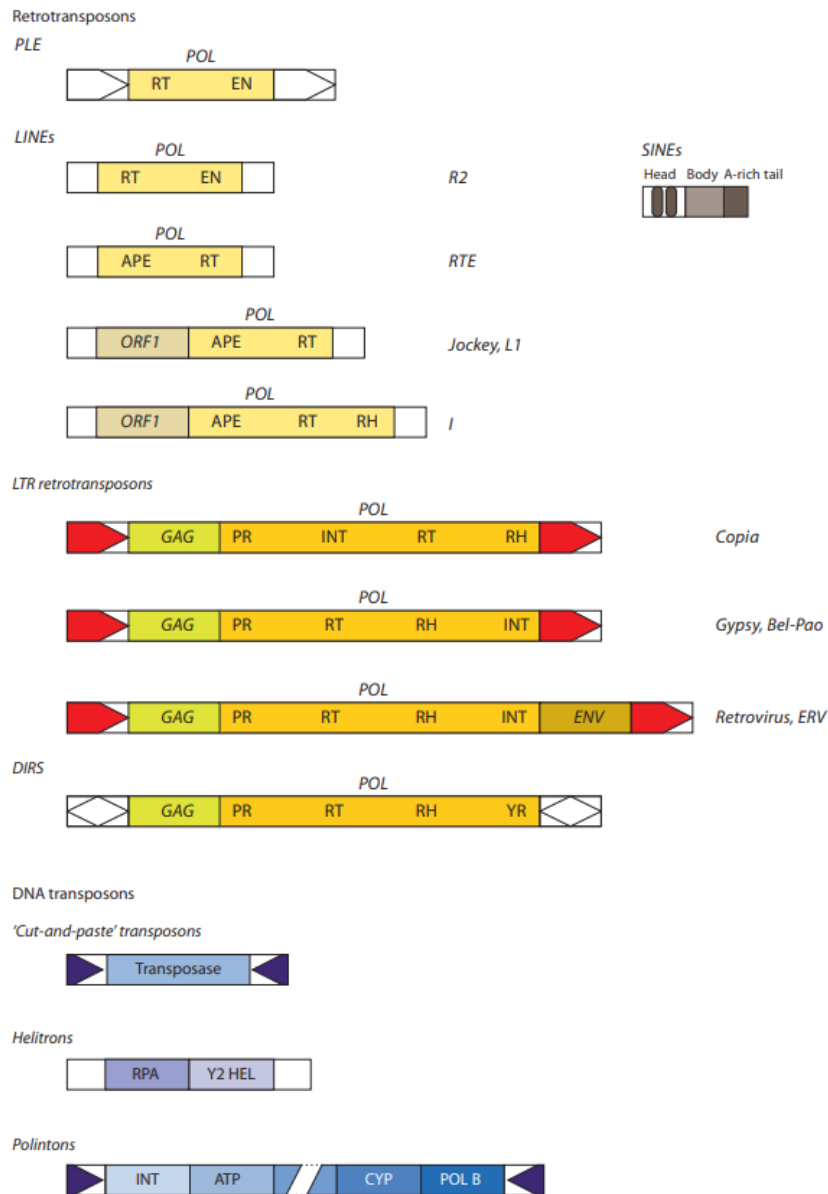 Retrotransposons
PLE
POL
RT EN
LINEs
POL
RT EN
R2
SINEs
Head Body A-rich tail
POL
APE RT
RTE
POL
ORF1 APE RT
Jockey, L1
POL
ORF1 APE RT RH
I
LTR retrotransposons
POL
GAG PR INT RT RH
Copia
POL
GAG PR RT RH INT
Gypsy, Bel-Pao
POL
GAG PR RT RH INT ENV
Retrovirus, ERV
DIRS
POL
GAG PR RT RH YR
DNA transposons
'Cut-and-paste' transposons
Transposase
Helitrons
RPA Y2 HEL
Polintons
INT ATP CYP POL B